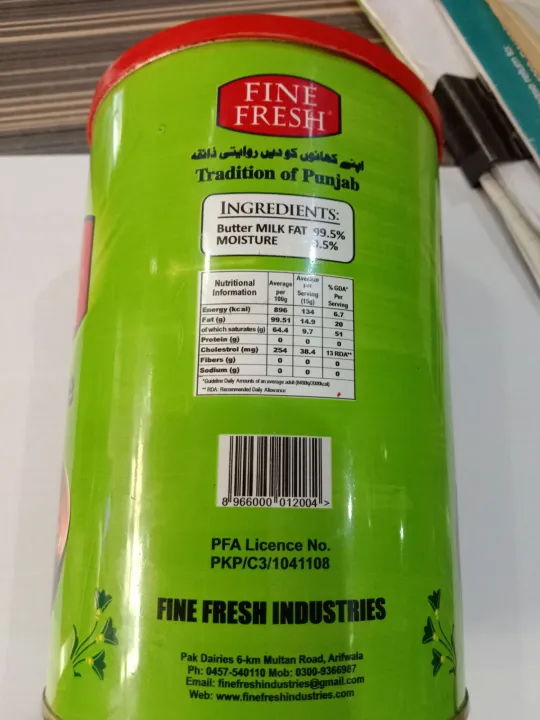 FINE
FRESH
اپنے کھانوں کو دیں روایتی ذائقہ
Tradition of Punjab
INGREDIENTS:
Butter MILK FAT 99.5%
MOISTURE 0.5%
Nutritional Information Average per 100g Average per Serving (15g) % GDA* Per Serving
Energy (kcal) 896 134 6.7
Fat (g) 99.51 14.9 20
of which saturates (g) 64.4 9.7 51
Protein (g) 0 0 0
Cholestrol (mg) 254 38.4 13 RDA**
Fibers (g) 0 0 0
Sodium (g) 0 0 0
*Guideline Daily Amounts of an average adult
** RDA: Recommended Daily Allowance
8 966000 012004 >
PFA Licence No.
PKP/C3/1041108
FINE FRESH INDUSTRIES
Pak Dairies 6-km Multan Road, Arifwala
Ph: 0457-540110 Mob: 0300-9366987
Email: finefreshindustries@gmail.com
Web: www.finefreshindustries.com